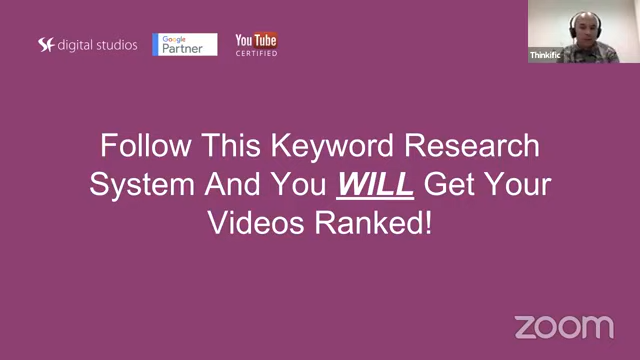 SF digital studios
Google
Partner
YouTube
CERTIFIED
Thinkific
Follow This Keyword Research
System And You WILL Get Your
Videos Ranked!
zoom